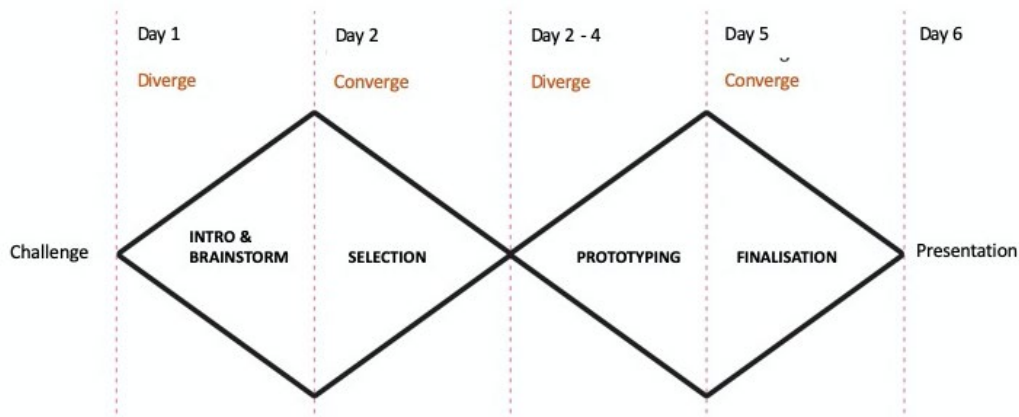 Day 1
Day 2
Day 2 - 4
Day 5
Day 6
Diverge
Converge
Diverge
Converge
Challenge
INTRO &
BRAINSTORM
SELECTION
PROTOTYPING
FINALISATION
Presentation